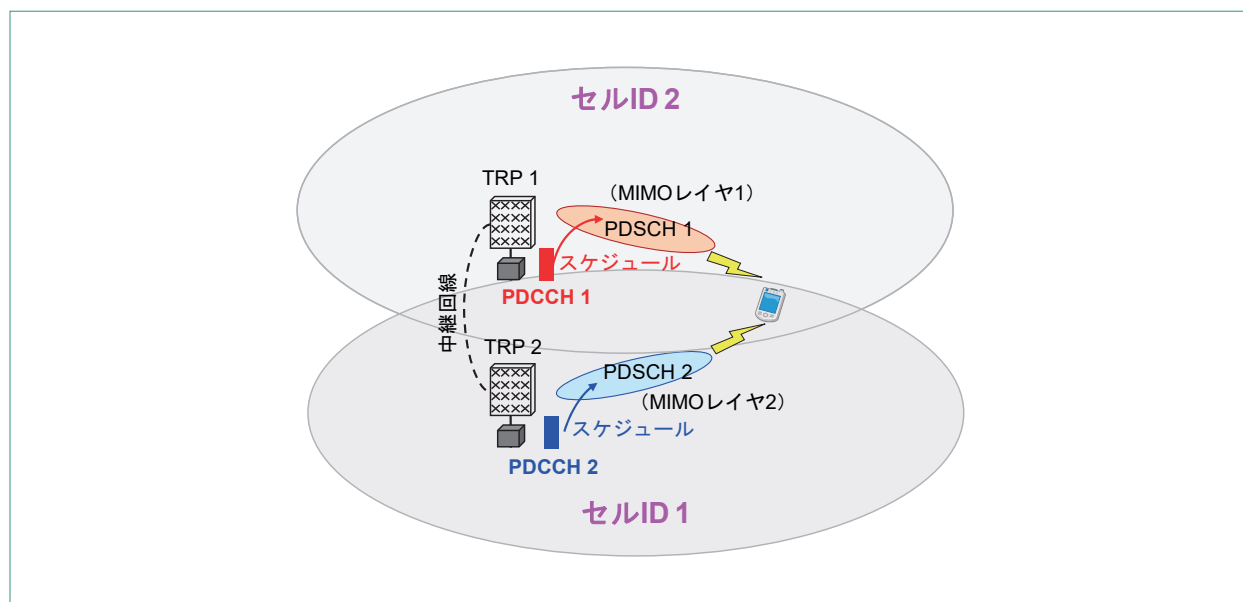 セルID 2
TRP 1
（MIMOレイヤ1）
PDSCH 1
スケジュール
PDCCH 1
中継回線
TRP 2
PDSCH 2
（MIMOレイヤ2）
スケジュール
PDCCH 2
セルID 1